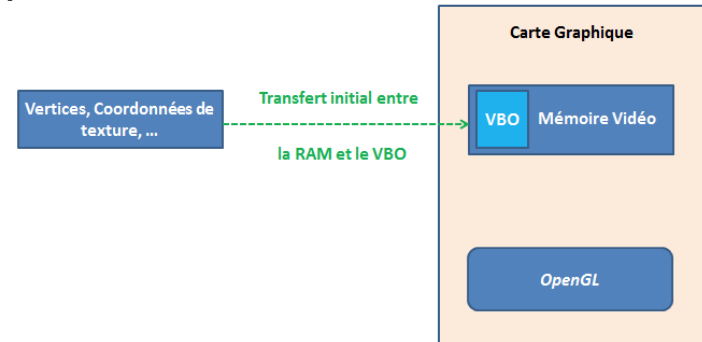 Carte Graphique
Vertices, Coordonnées de
texture, ...
Transfert initial entre
la RAM et le VBO
VBO
Mémoire Vidéo
OpenGL